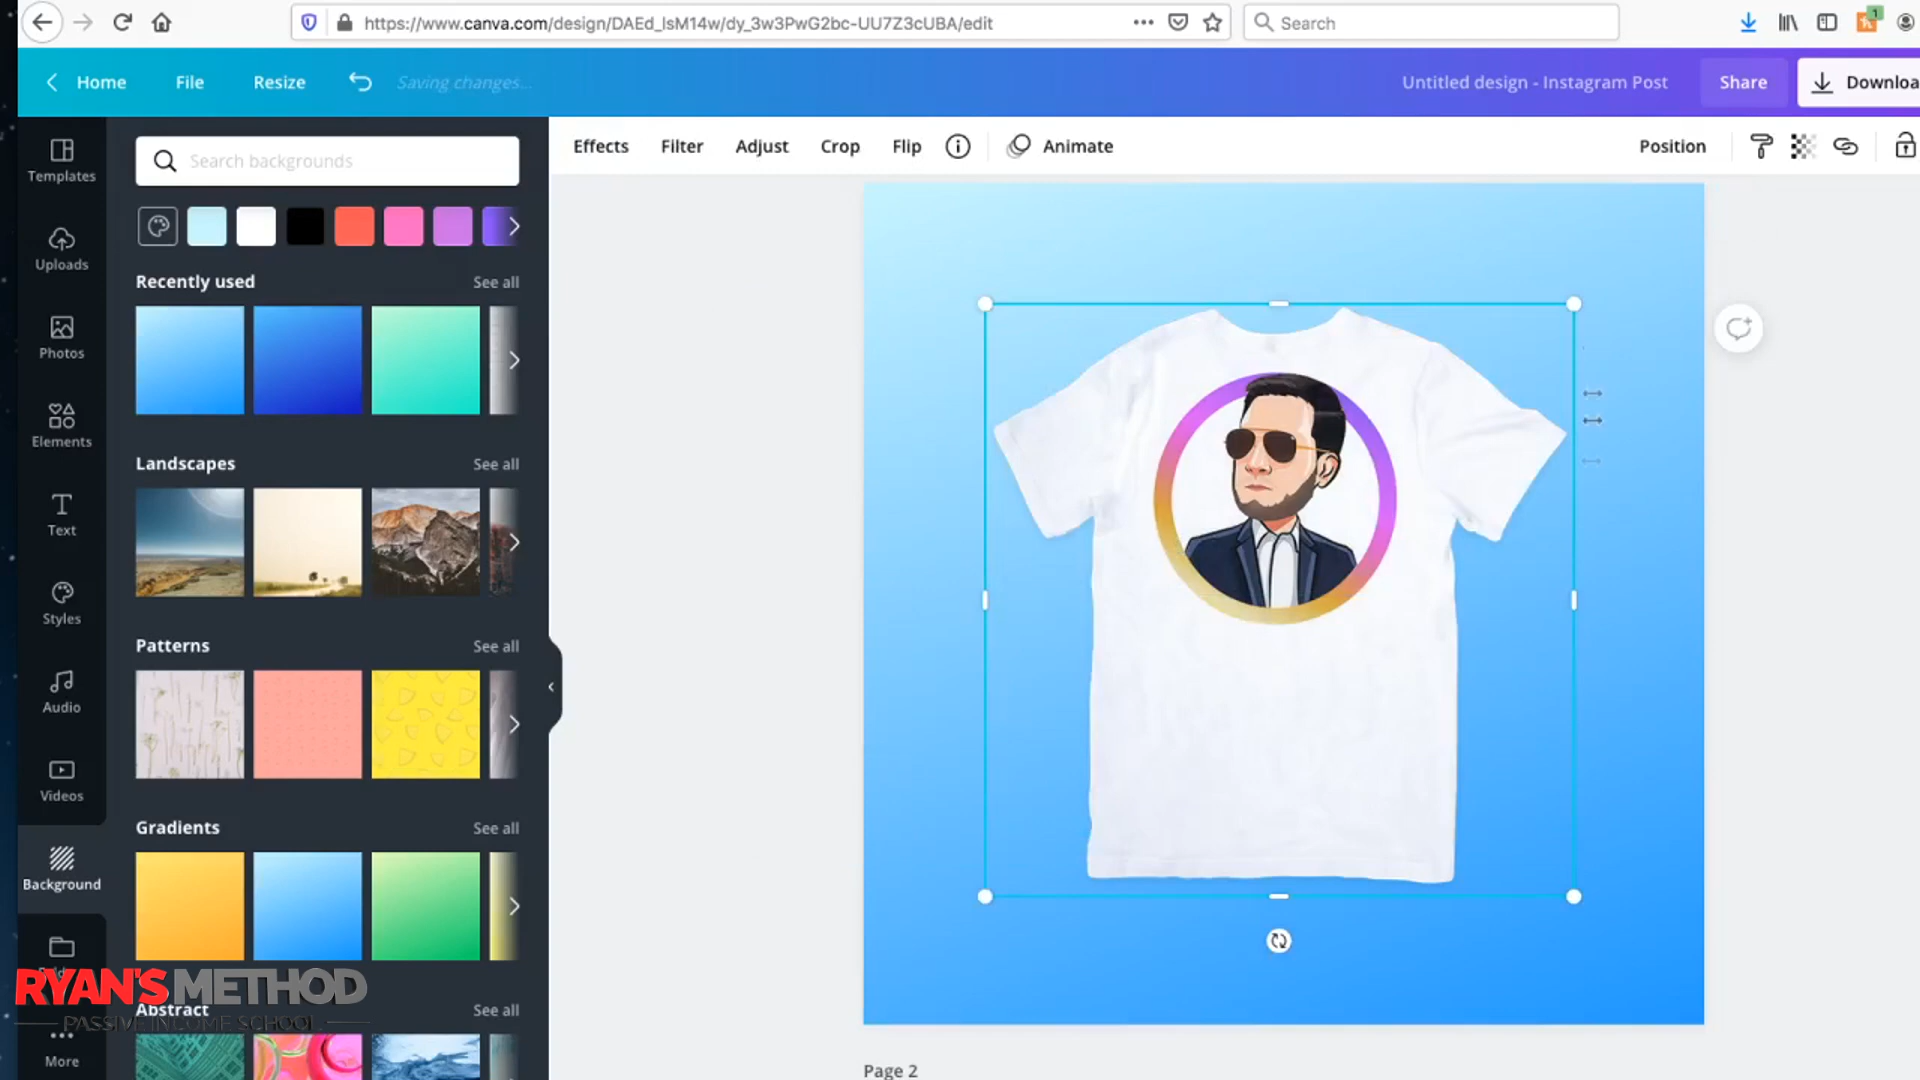 https://www.canva.com/design/DAEd_lsM14w/dy_3w3PwG2bc-UU7Z3cUBA/edit
Search
1
Home
File
Resize
Saving changes...
Untitled design - Instagram Post
Share
Downloa
Templates
Uploads
Photos
Elements
Text
Styles
Audio
Videos
Background
More
Search backgrounds
Recently used
See all
Landscapes
See all
Patterns
See all
Gradients
See all
Abstract
See all
Effects
Filter
Adjust
Crop
Flip
Animate
Position
Page 2
RYAN'S METHOD
PASSIVE INCOME SCHOOL